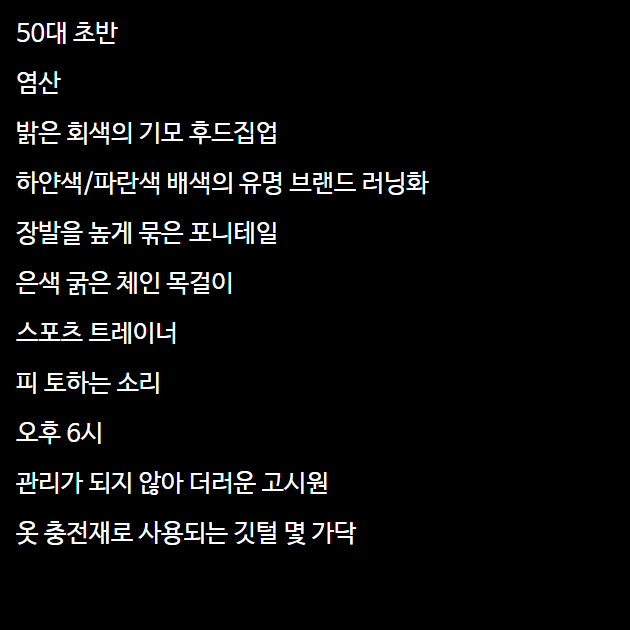 50대 초반
염산
밝은 회색의 기모 후드집업
하얀색/파란색 배색의 유명 브랜드 러닝화
장발을 높게 묶은 포니테일
은색 굵은 체인 목걸이
스포츠 트레이너
피 토하는 소리
오후 6시
관리가 되지 않아 더러운 고시원
옷 충전재로 사용되는 깃털 몇 가닥